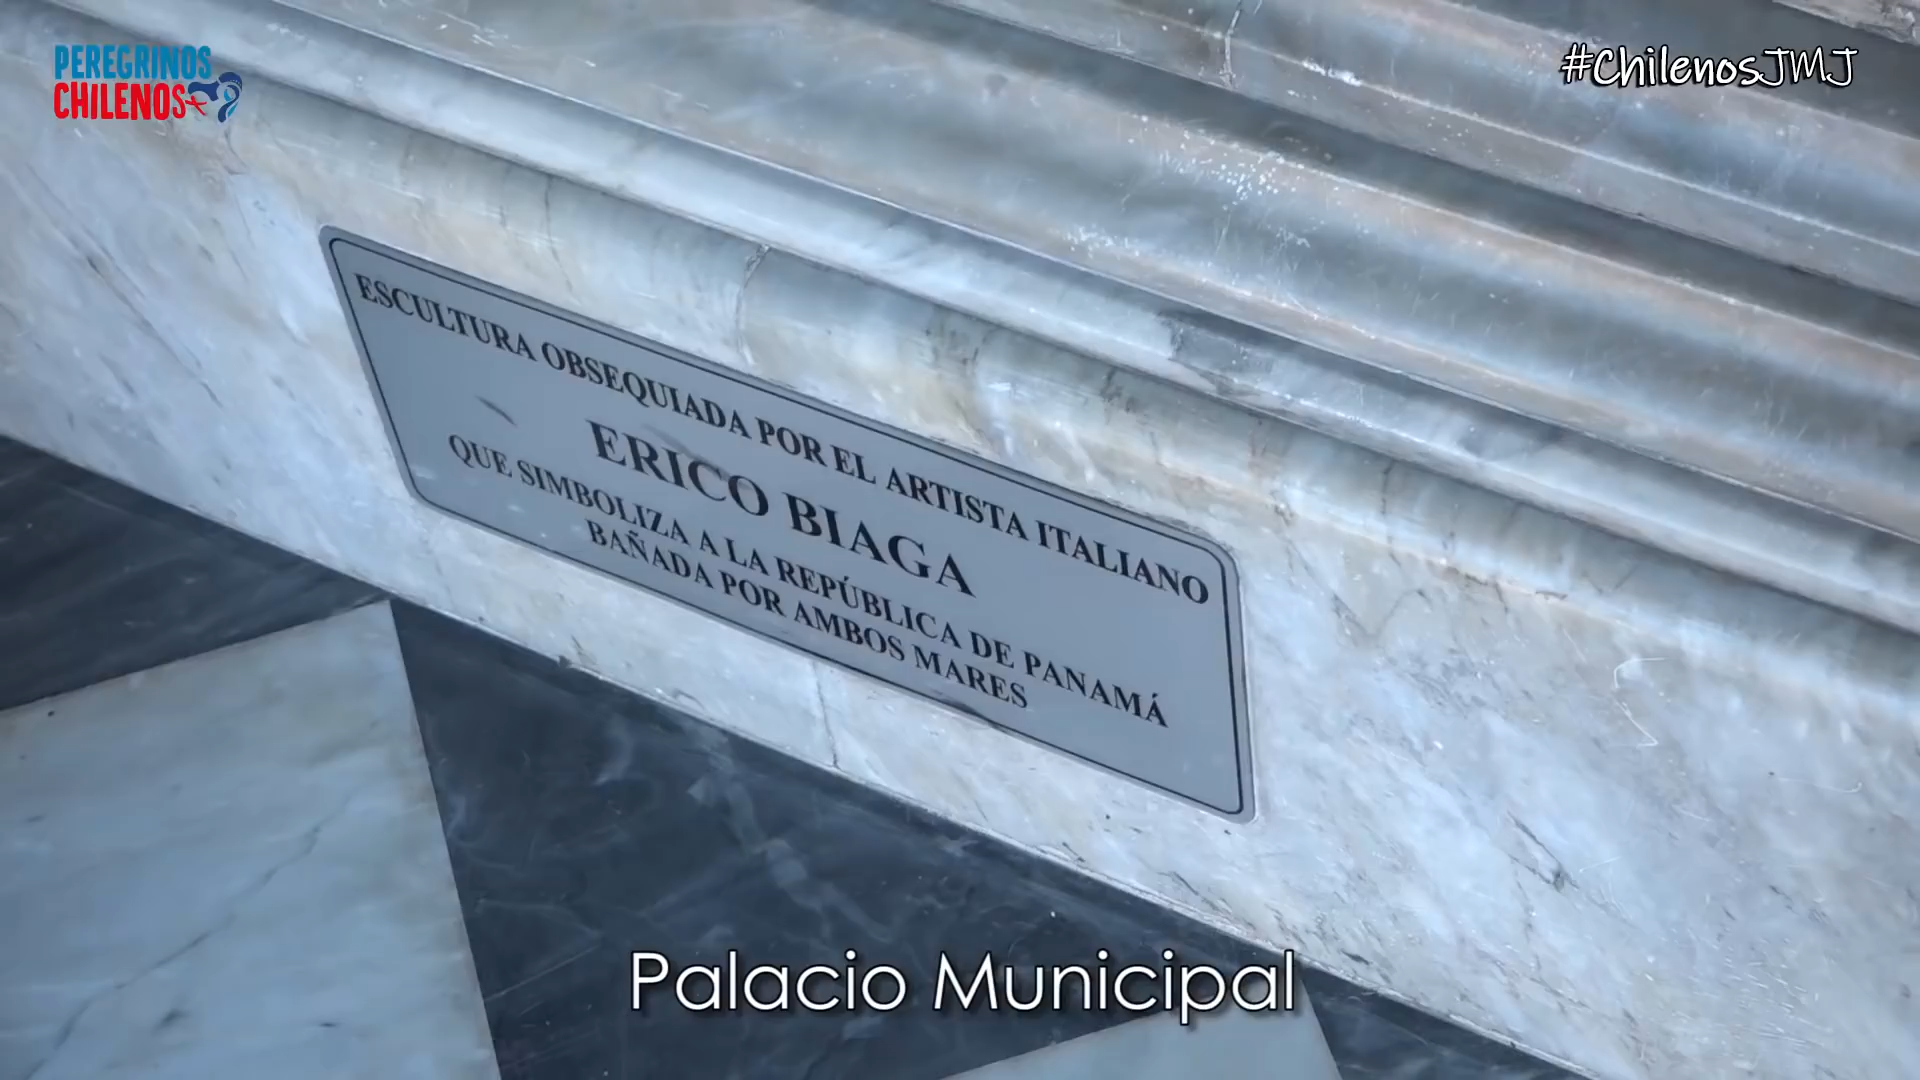 PEREGRINOS
CHILENOS
#ChilenosJMJ
ESCULTURA OBSEQUIADA POR EL ARTISTA ITALIANO
ERICO BIAGA
QUE SIMBOLIZA A LA REPÚBLICA DE PANAMÁ
BAÑADA POR AMBOS MARES
Palacio Municipal